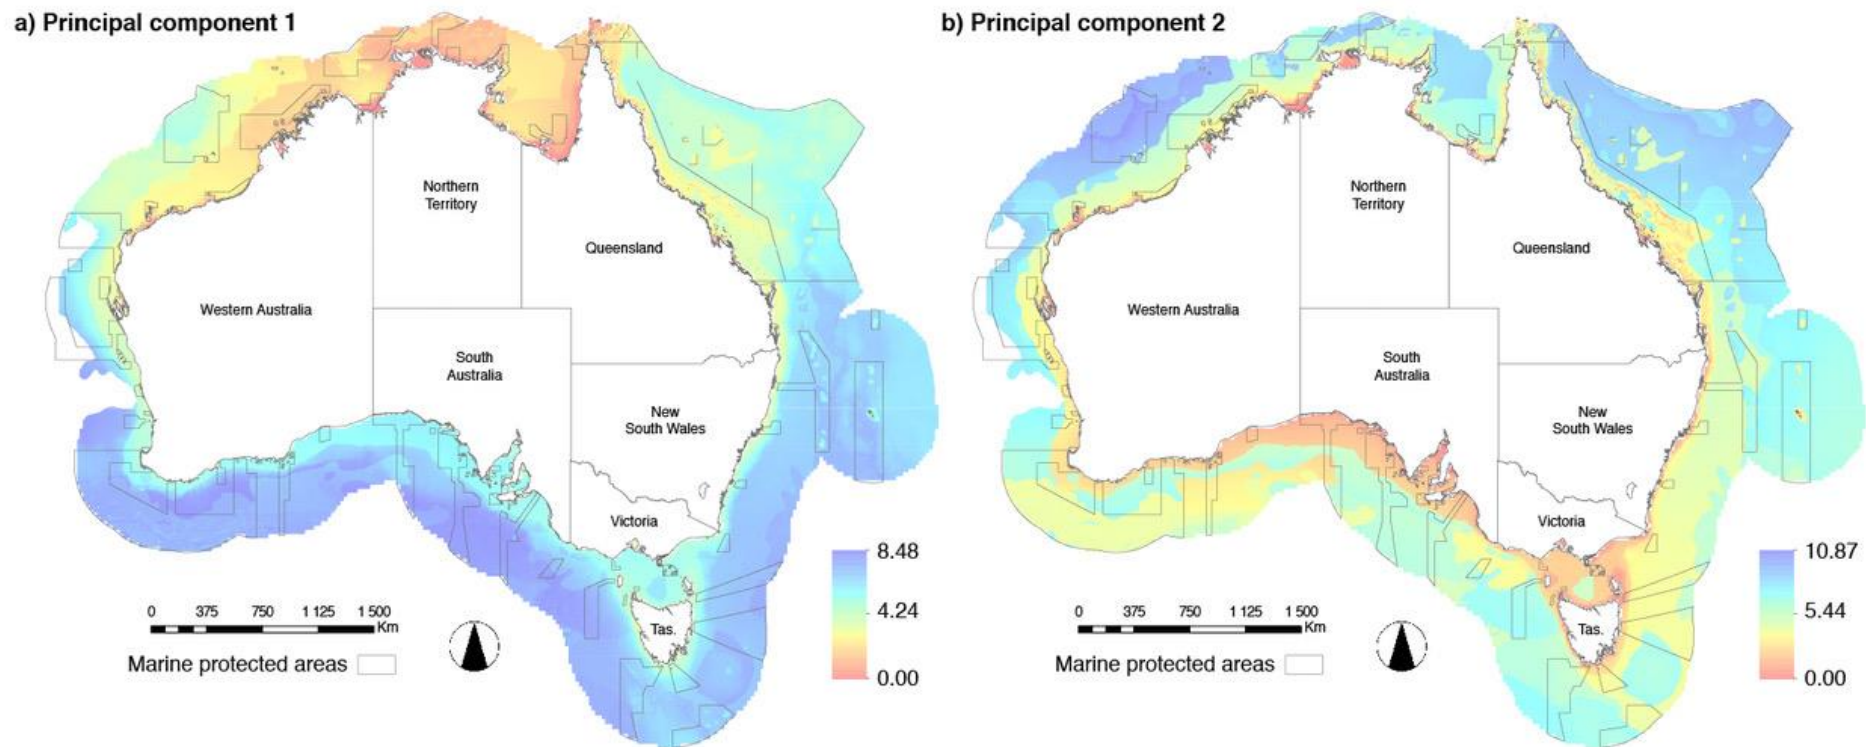 a) Principal component 1
Northern
Territory
Queensland
Western Australia
South
Australia
New
South Wales
Victoria
Tas.
0 375 750 1 125 1 500
Km
Marine protected areas
8.48
4.24
0.00
b) Principal component 2
Northern
Territory
Queensland
Western Australia
South
Australia
New
South Wales
Victoria
Tas.
0 375 750 1 125 1 500
Km
Marine protected areas
10.87
5.44
0.00